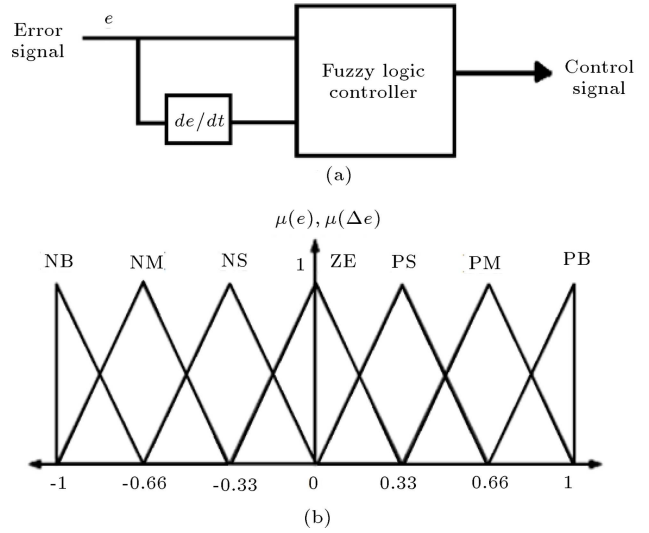 e
Error
signal
de/dt
Fuzzy logic
controller
Control
signal
(a)
μ(e), μ(Δe)
NB NM NS 1 ZE PS PM PB
-1 -0.66 -0.33 0 0.33 0.66 1
(b)